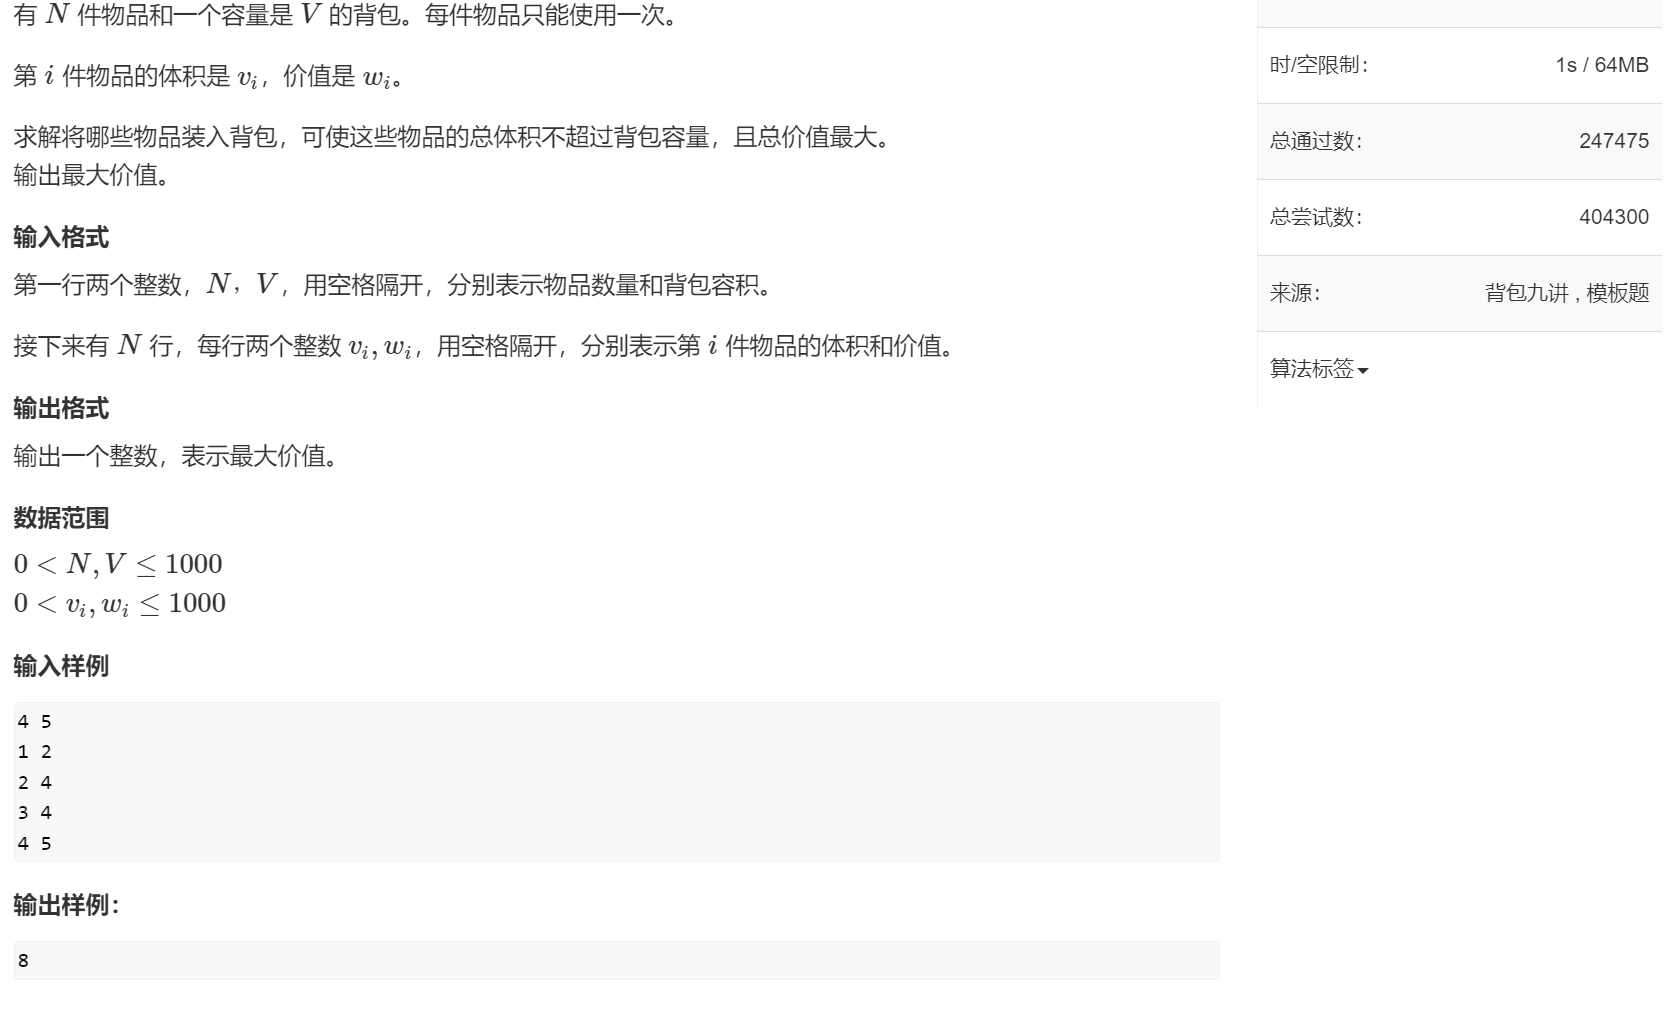 有 N 件物品和一个容量是 V 的背包。每件物品只能使用一次。
第 i 件物品的体积是 vᵢ，价值是 wᵢ。
求解将哪些物品装入背包，可使这些物品的总体积不超过背包容量，且总价值最大。
输出最大价值。
输入格式
第一行两个整数，N，V，用空格隔开，分别表示物品数量和背包容积。
接下来有 N 行，每行两个整数 vᵢ, wᵢ，用空格隔开，分别表示第 i 件物品的体积和价值。
输出格式
输出一个整数，表示最大价值。
数据范围
0 < N, V ≤ 1000
0 < vᵢ, wᵢ ≤ 1000
输入样例
4 5
1 2
2 4
3 4
4 5
输出样例：
8
时/空限制： 1s / 64MB
总通过数： 247475
总尝试数： 404300
来源： 背包九讲 , 模板题
算法标签